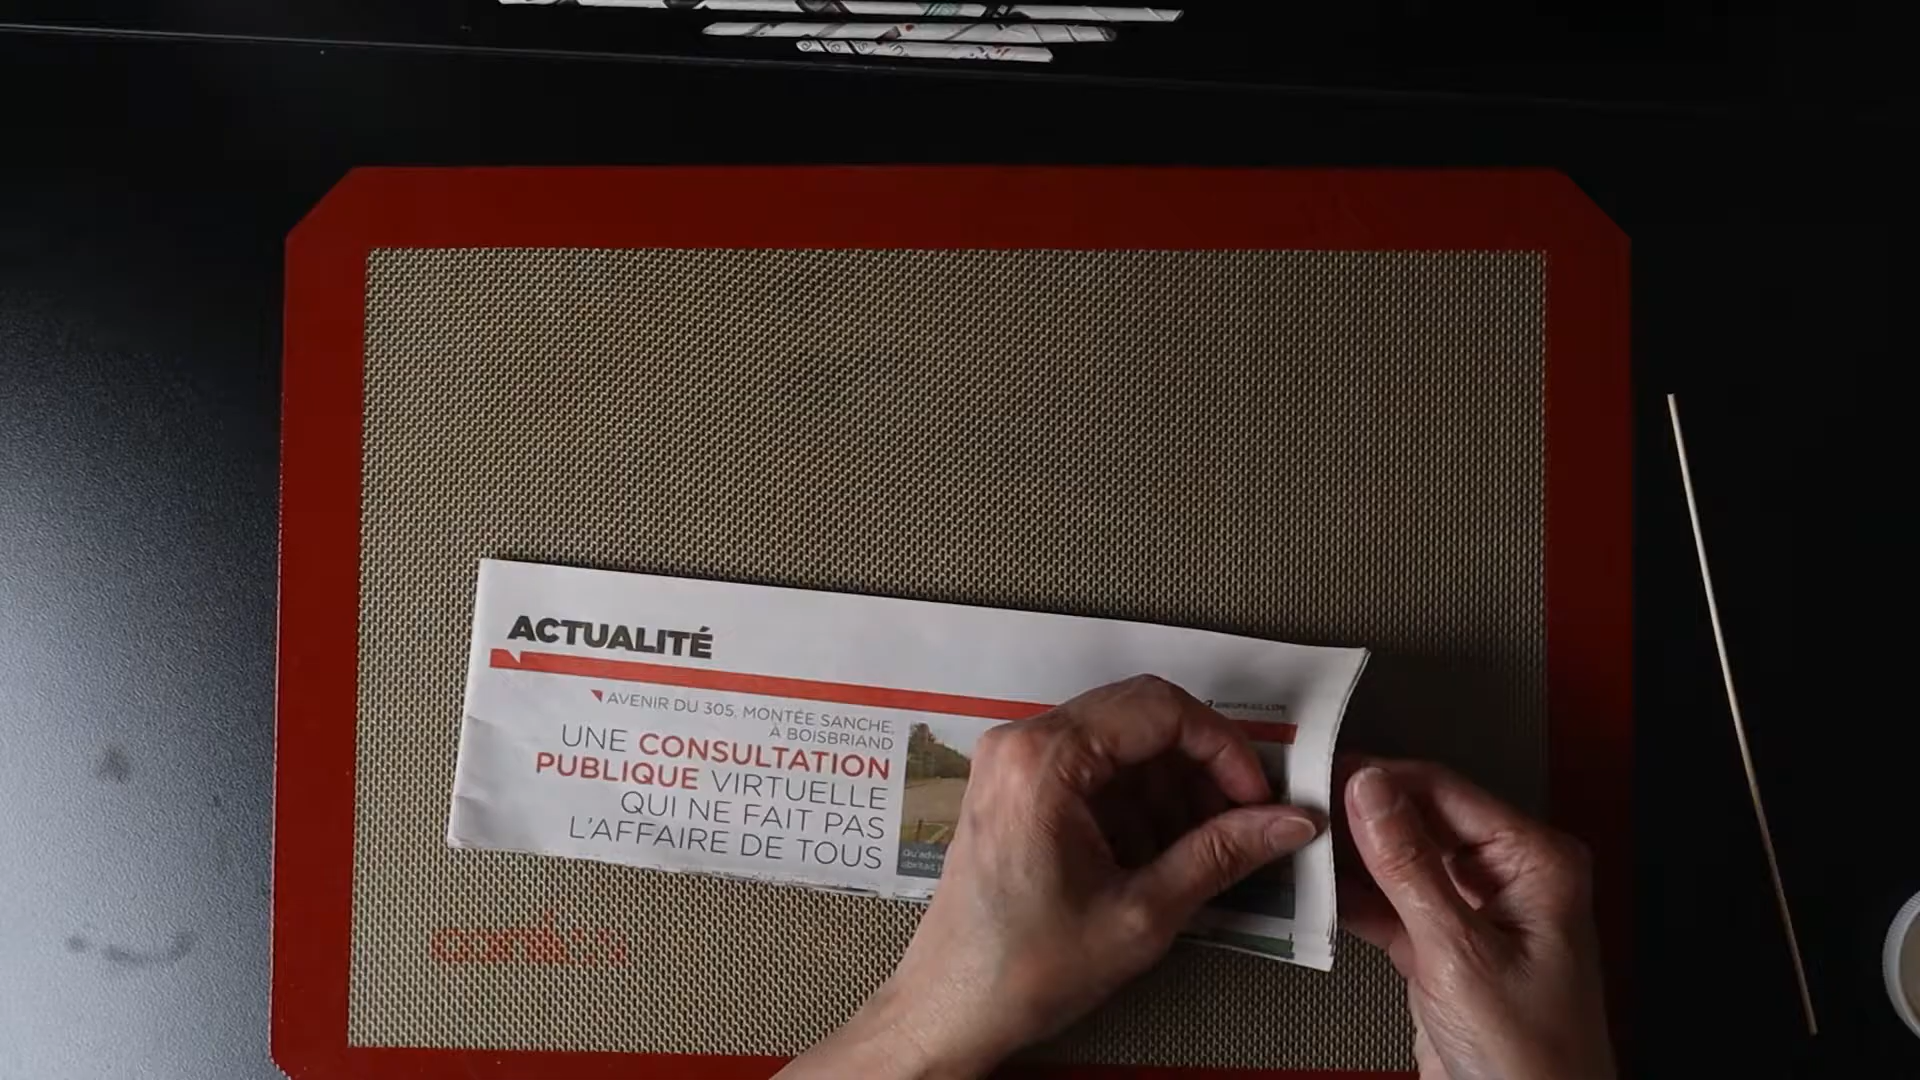 ACTUALITÉ
AVENIR DU 305, MONTÉE SANCHE,
À BOISBRIAND
UNE CONSULTATION
PUBLIQUE VIRTUELLE
QUI NE FAIT PAS
L'AFFAIRE DE TOUS